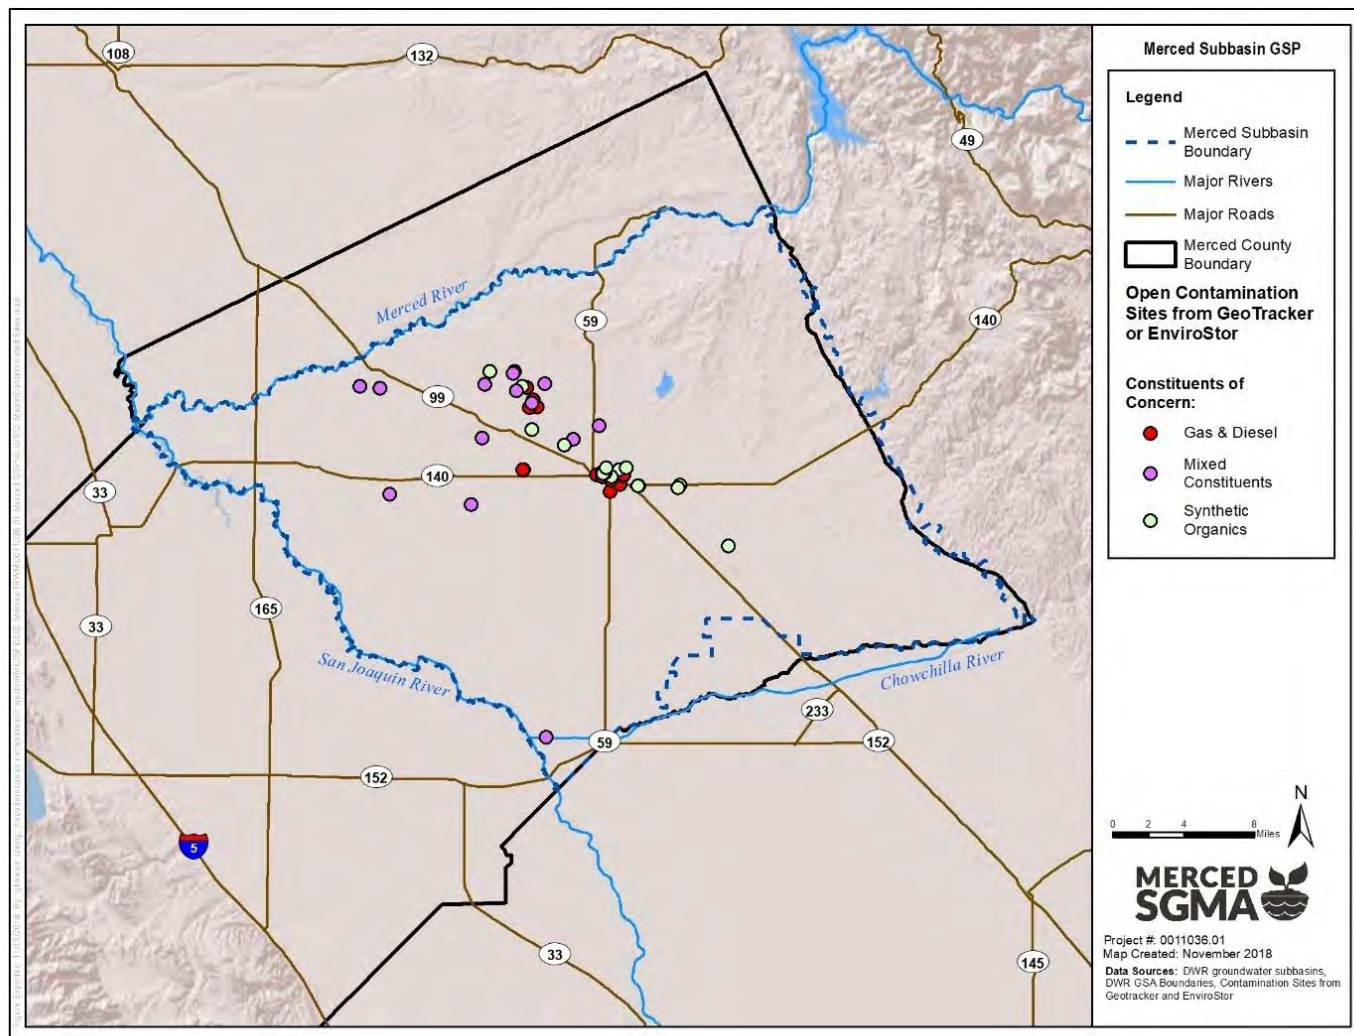 Merced Subbasin GSP
Legend
Merced Subbasin
Boundary
Major Rivers
Major Roads
Merced County
Boundary
Open Contamination
Sites from GeoTracker
or EnviroStor
Constituents of
Concern:
Gas & Diesel
Mixed
Constituents
Synthetic
Organics
108
132
49
Merced River
59
140
99
140
33
165
33
San Joaquin River
Chowchilla River
233
59
152
152
5
33
145
N
0 2 4 8 Miles
MERCED
SGMA
Project #: 0011036.01
Map Created: November 2018
Data Sources: DWR groundwater subbasins,
DWR GSA Boundaries, Contamination Sites from
Geotracker and EnviroStor